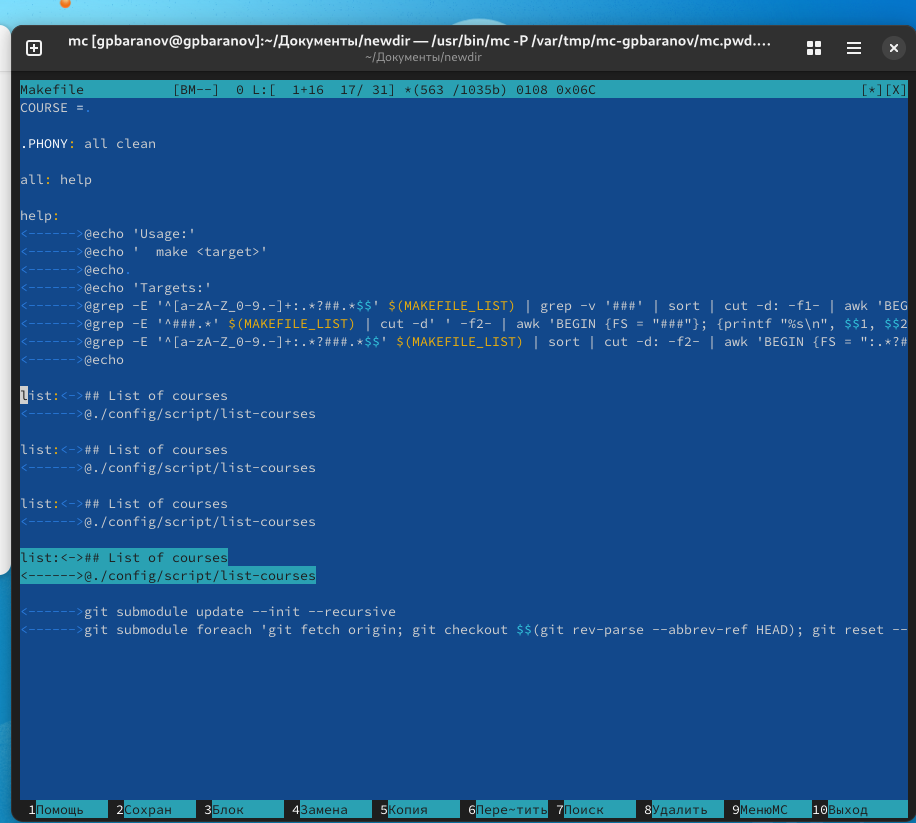 mc [gpbaranov@gpbaranov]:~/Документы/newdir — /usr/bin/mc -P /var/tmp/mc-gpbaranov/mc.pwd.…
~/Документы/newdir
Makefile           [BM--]  0 L:[  1+16  17/ 31] *(563 /1035b) 0108 0x06C                                 [*][X]
COURSE =.
.PHONY: all clean
all: help
help:
<------>@echo 'Usage:'
<------>@echo '  make <target>'
<------>@echo.
<------>@echo 'Targets:'
<------>@grep -E '^[a-zA-Z_0-9.-]+:.*?##.*$$' $(MAKEFILE_LIST) | grep -v '###' | sort | cut -d: -f1- | awk 'BEG
<------>@grep -E '^###.*' $(MAKEFILE_LIST) | cut -d' ' -f2- | awk 'BEGIN {FS = "###"}; {printf "%s\n", $$1, $$2
<------>@grep -E '^[a-zA-Z_0-9.-]+:.*?###.*$$' $(MAKEFILE_LIST) | sort | cut -d: -f2- | awk 'BEGIN {FS = ":.*?#
<------>@echo
list:<->## List of courses
<------>@./config/script/list-courses
list:<->## List of courses
<------>@./config/script/list-courses
list:<->## List of courses
<------>@./config/script/list-courses
list:<->## List of courses
<------>@./config/script/list-courses
<------>git submodule update --init --recursive
<------>git submodule foreach 'git fetch origin; git checkout $$(git rev-parse --abbrev-ref HEAD); git reset --
1Помощь 2Сохран 3Блок 4Замена 5Копия 6Пере~тить 7Поиск 8Удалить 9МенюМС 10Выход